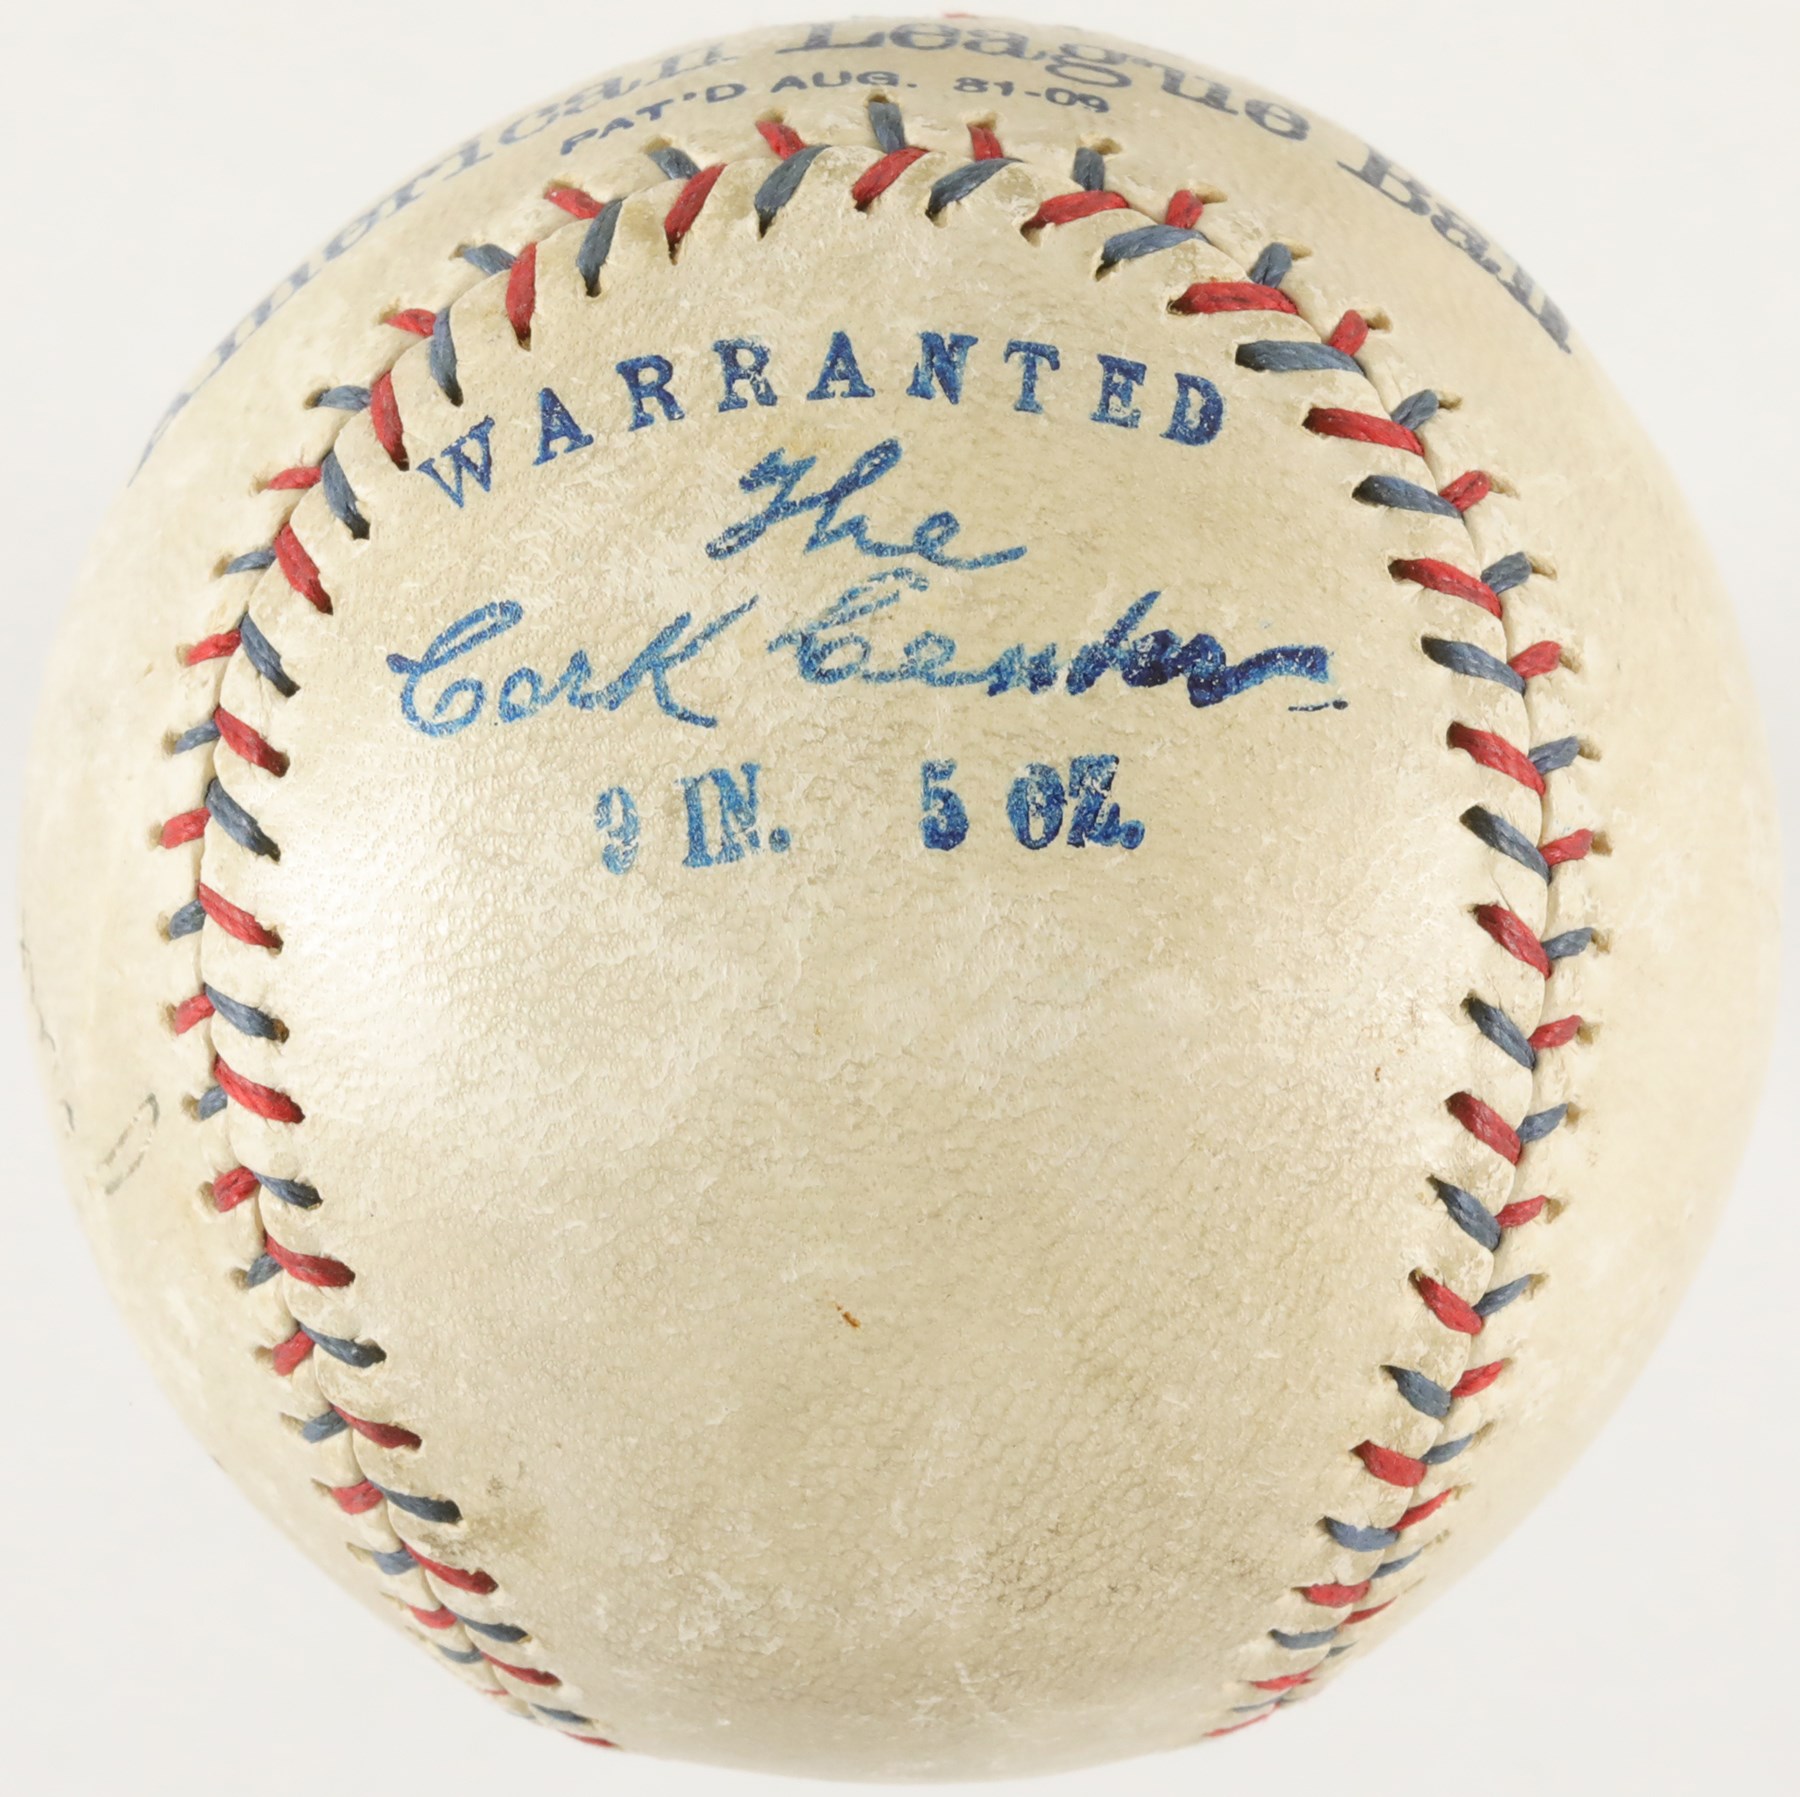 American League Ball
PAT'D AUG. 31-09
WARRANTED
The
Cork Center
9 IN. 5 OZ.